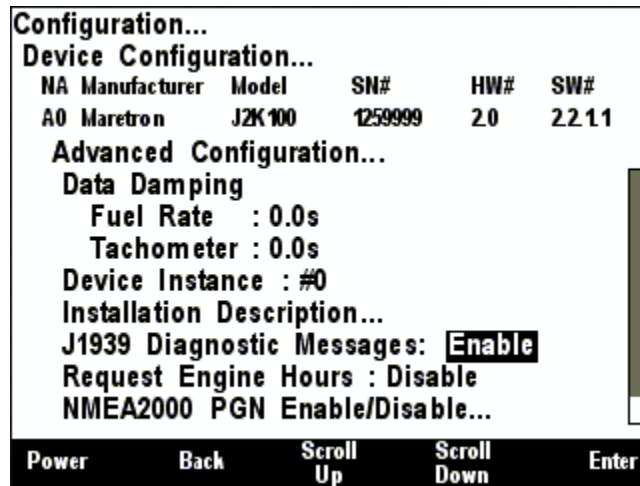 Configuration...
Device Configuration...
NA Manufacturer Model SN# HW# SW#
A0 Maretron J2K100 1259999 2.0 2.2.1.1
Advanced Configuration...
Data Damping
Fuel Rate : 0.0s
Tachometer : 0.0s
Device Instance : #0
Installation Description...
J1939 Diagnostic Messages: Enable
Request Engine Hours : Disable
NMEA2000 PGN Enable/Disable...
Power Back Scroll Up Scroll Down Enter